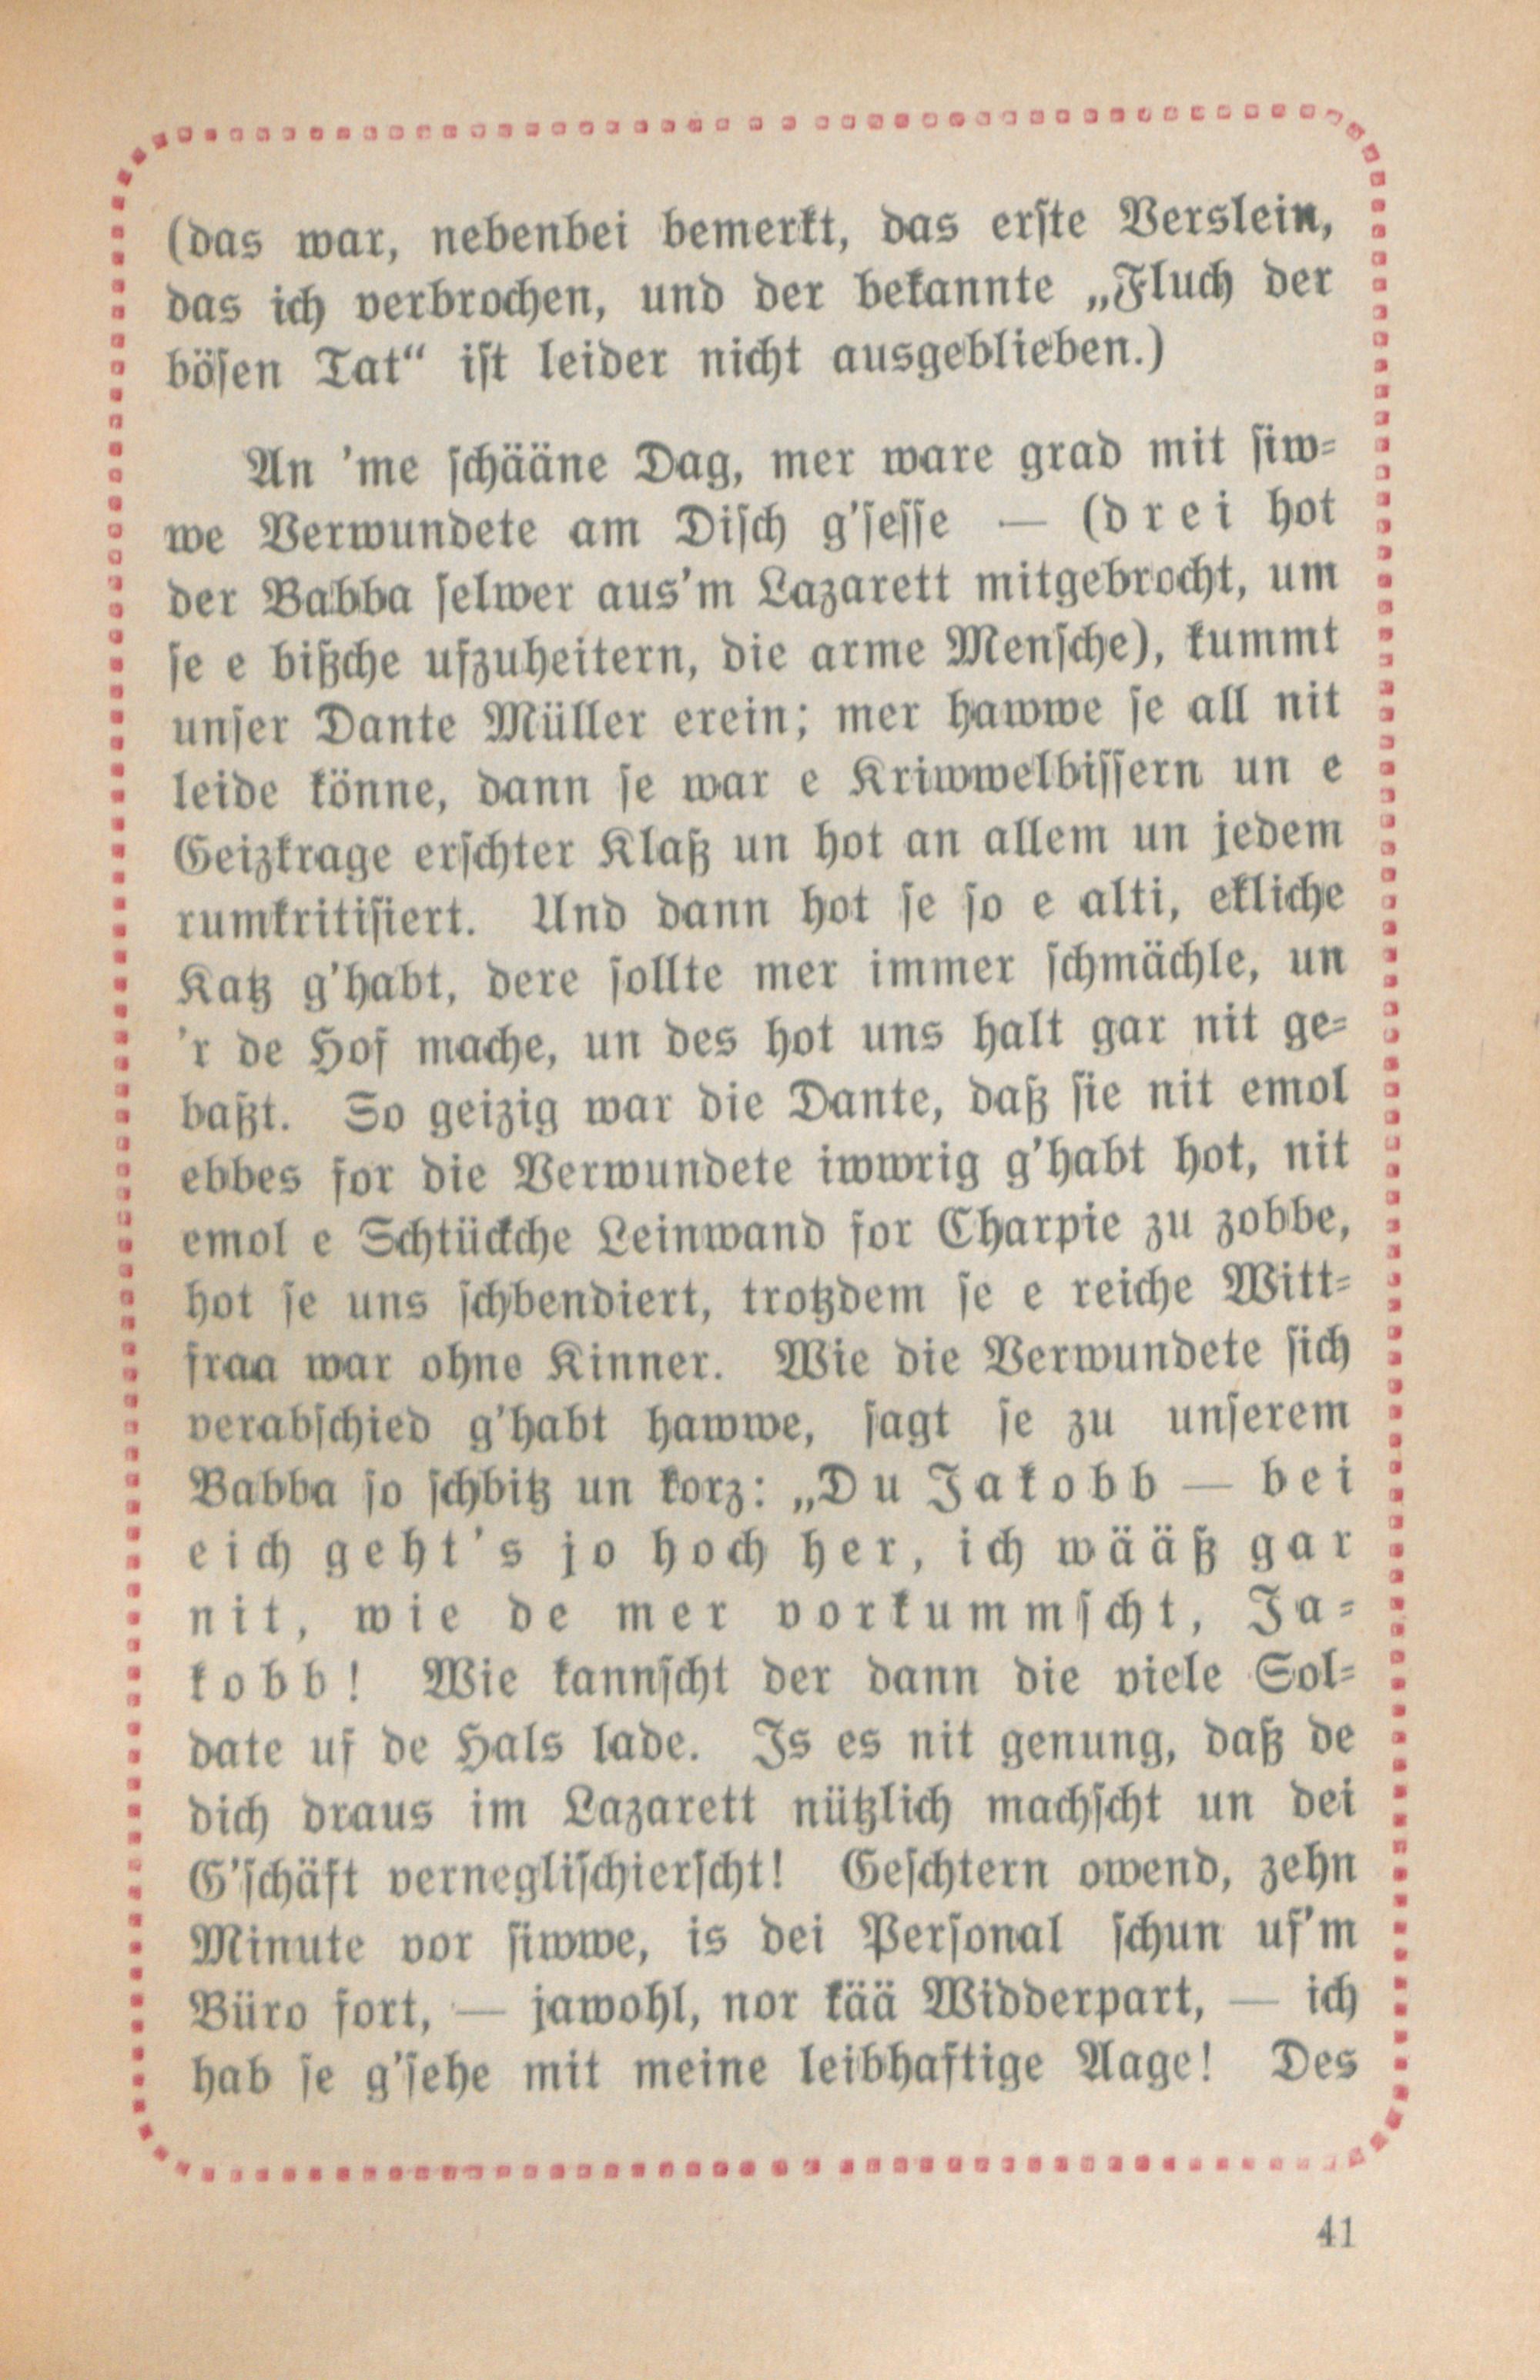 (das war, nebenbei bemerkt, das erste Verslein,
das ich verbrochen, und der bekannte „Fluch der
bösen Tat“ ist leider nicht ausgeblieben.)
An ’me schääne Dag, mer ware grad mit siw-
we Verwundete am Disch g’sesse — (drei hot
der Babba selwer aus’m Lazarett mitgebrocht, um
se e bißche ufzuheitern, die arme Mensche), kummt
unser Dante Müller erein; mer hawwe se all nit
leide könne, dann se war e Kriwwelbissern un e
Geizkrage erschter Klaß un hot an allem un jedem
rumkritisiert. Und dann hot se so e alti, ekliche
Katz g’habt, dere sollte mer immer schmächle, un
’r de Hof mache, un des hot uns halt gar nit ge-
baßt. So geizig war die Dante, daß sie nit emol
ebbes for die Verwundete iwwrig g’habt hot, nit
emol e Schtückche Leinwand for Charpie zu zobbe,
hot se uns schbendiert, trotzdem se e reiche Witt-
fraa war ohne Kinner. Wie die Verwundete sich
verabschied g’habt hawwe, sagt se zu unserem
Babba so schbitz un korz: „Du Jakobb — bei
eich geht’s jo hoch her, ich wääß gar
nit, wie de mer vorkummscht, Ja-
kobb! Wie kannscht der dann die viele Sol-
date uf de Hals lade. Is es nit genung, daß de
dich draus im Lazarett nützlich machscht un dei
G’schäft verneglischierscht! Geschtern owend, zehn
Minute vor siwwe, is dei Personal schun uf’m
Büro fort, — jawohl, nor kää Widderpart, — ich
hab se g’sehe mit meine leibhaftige Aage! Des
41